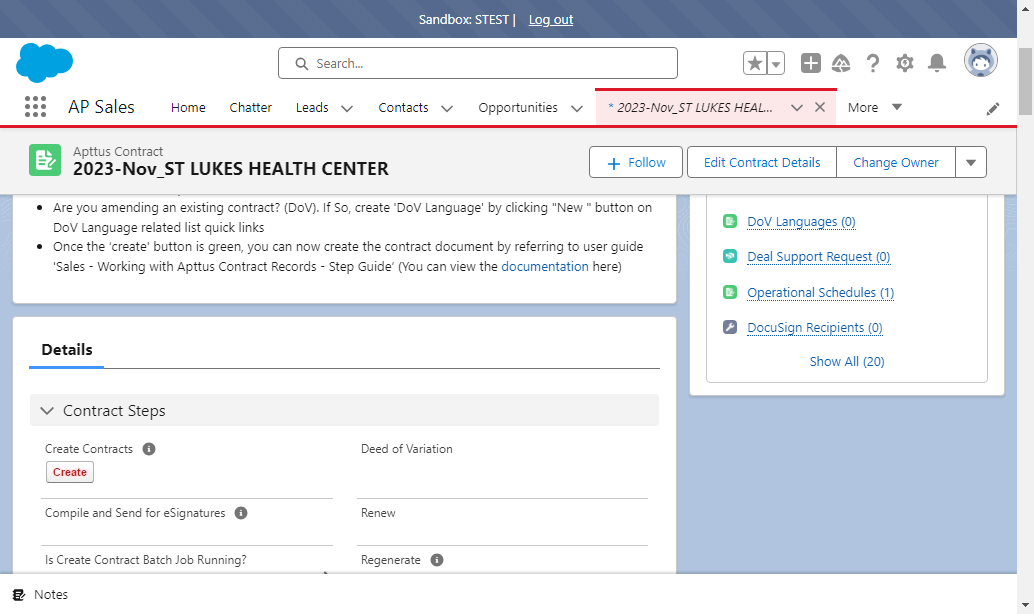 Sandbox: STEST | Log out
Search...
AP Sales Home Chatter Leads Contacts Opportunities * 2023-Nov_ST LUKES HEAL... More
Apttus Contract
2023-Nov_ST LUKES HEALTH CENTER
Follow Edit Contract Details Change Owner
Are you amending an existing contract? (DoV). If So, create 'DoV Language' by clicking "New " button on
DoV Language related list quick links
Once the 'create' button is green, you can now create the contract document by referring to user guide
'Sales - Working with Apttus Contract Records - Step Guide' (You can view the documentation here)
DoV Languages (0)
Deal Support Request (0)
Operational Schedules (1)
DocuSign Recipients (0)
Show All (20)
Details
Contract Steps
Create Contracts
Create
Deed of Variation
Compile and Send for eSignatures
Renew
Is Create Contract Batch Job Running?
Regenerate
Notes